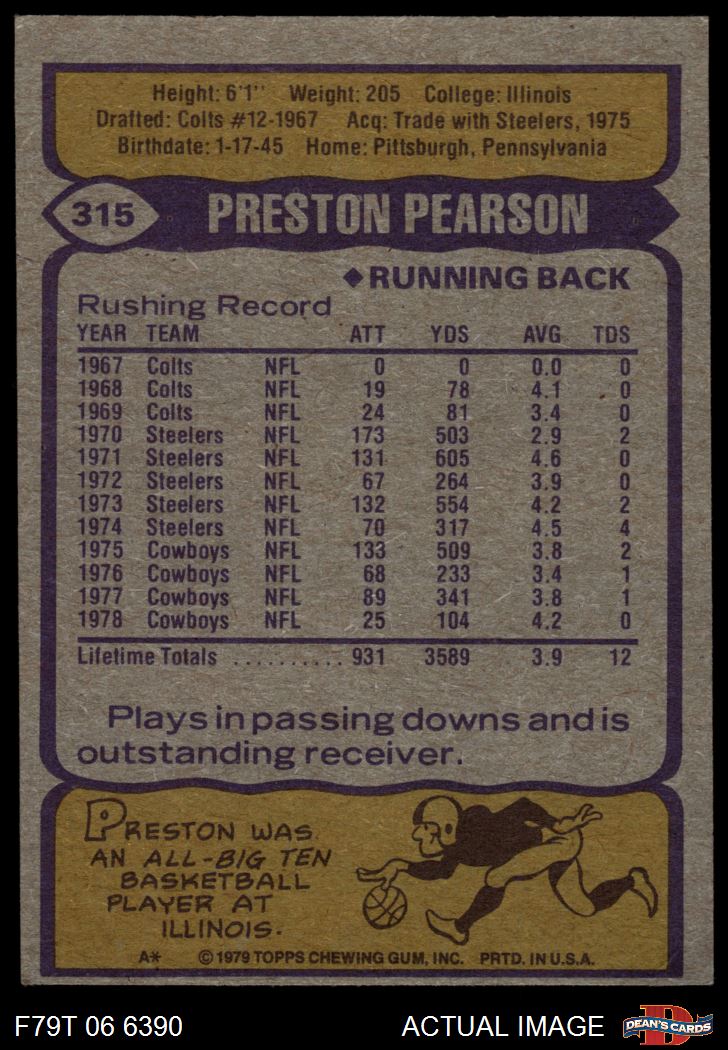 Height: 6'1" Weight: 205 College: Illinois
Drafted: Colts #12-1967 Acq: Trade with Steelers, 1975
Birthdate: 1-17-45 Home: Pittsburgh, Pennsylvania
315 PRESTON PEARSON
◆RUNNING BACK
Rushing Record
YEAR TEAM ATT YDS AVG TDS
1967 Colts NFL 0 0 0.0 0
1968 Colts NFL 19 78 4.1 0
1969 Colts NFL 24 81 3.4 0
1970 Steelers NFL 173 503 2.9 2
1971 Steelers NFL 131 605 4.6 0
1972 Steelers NFL 67 264 3.9 0
1973 Steelers NFL 132 554 4.2 2
1974 Steelers NFL 70 317 4.5 4
1975 Cowboys NFL 133 509 3.8 2
1976 Cowboys NFL 68 233 3.4 1
1977 Cowboys NFL 89 341 3.8 1
1978 Cowboys NFL 25 104 4.2 0
Lifetime Totals .......... 931 3589 3.9 12
Plays in passing downs and is
outstanding receiver.
PRESTON WAS
AN ALL-BIG TEN
BASKETBALL
PLAYER AT
ILLINOIS.
A* © 1979 TOPPS CHEWING GUM, INC. PRTD. IN U.S.A.
F79T 06 6390 ACTUAL IMAGE DEAN'S CARDS